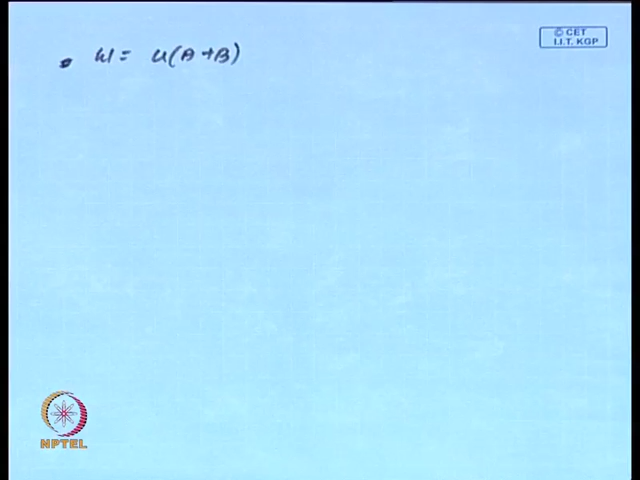 W = u(A+B)
© CET
I.I.T. KGP
NPTEL